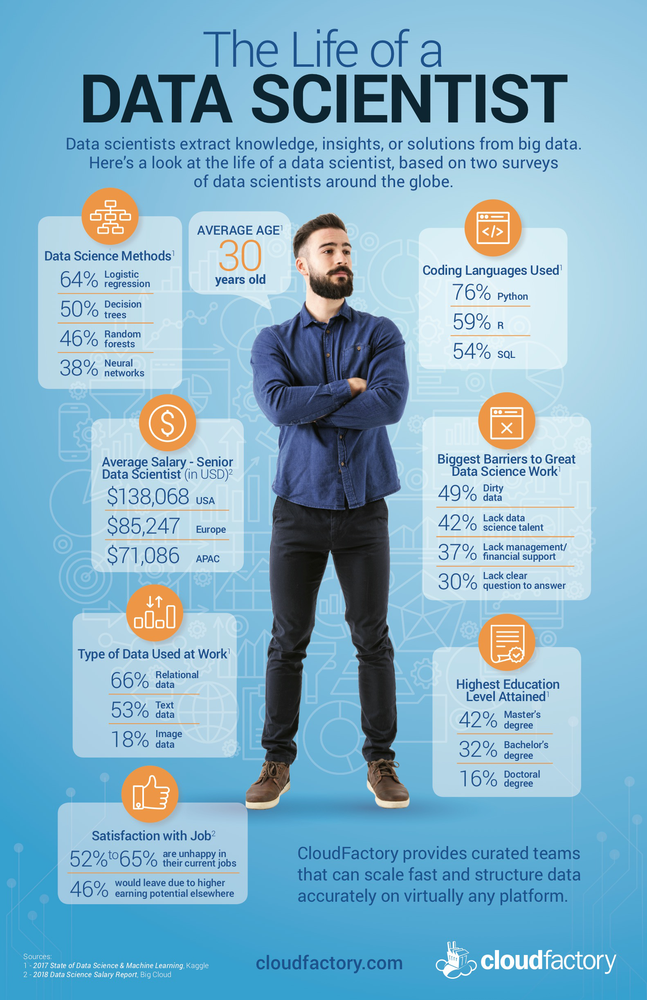 The Life of a
DATA SCIENTIST
Data scientists extract knowledge, insights, or solutions from big data.
Here's a look at the life of a data scientist, based on two surveys
of data scientists around the globe.
Data Science Methods¹
64% Logistic
regression
50% Decision
trees
46% Random
forests
38% Neural
networks
AVERAGE AGE¹
30
years old
Coding Languages Used¹
76% Python
59% R
54% SQL
Average Salary - Senior
Data Scientist (in USD)²
$138,068 USA
$85,247 Europe
$71,086 APAC
Biggest Barriers to Great
Data Science Work¹
49% Dirty
data
42% Lack data
science talent
37% Lack management/
financial support
30% Lack clear
question to answer
Type of Data Used at Work¹
66% Relational
data
53% Text
data
18% Image
data
Highest Education
Level Attained¹
42% Master's
degree
32% Bachelor's
degree
16% Doctoral
degree
Satisfaction with Job²
52% to 65% are unhappy in
their current jobs
46% would leave due to higher
earning potential elsewhere
CloudFactory provides curated teams
that can scale fast and structure data
accurately on virtually any platform.
Sources:
1 - 2017 State of Data Science & Machine Learning, Kaggle
2 - 2018 Data Science Salary Report, Big Cloud
cloudfactory.com
cloudfactory